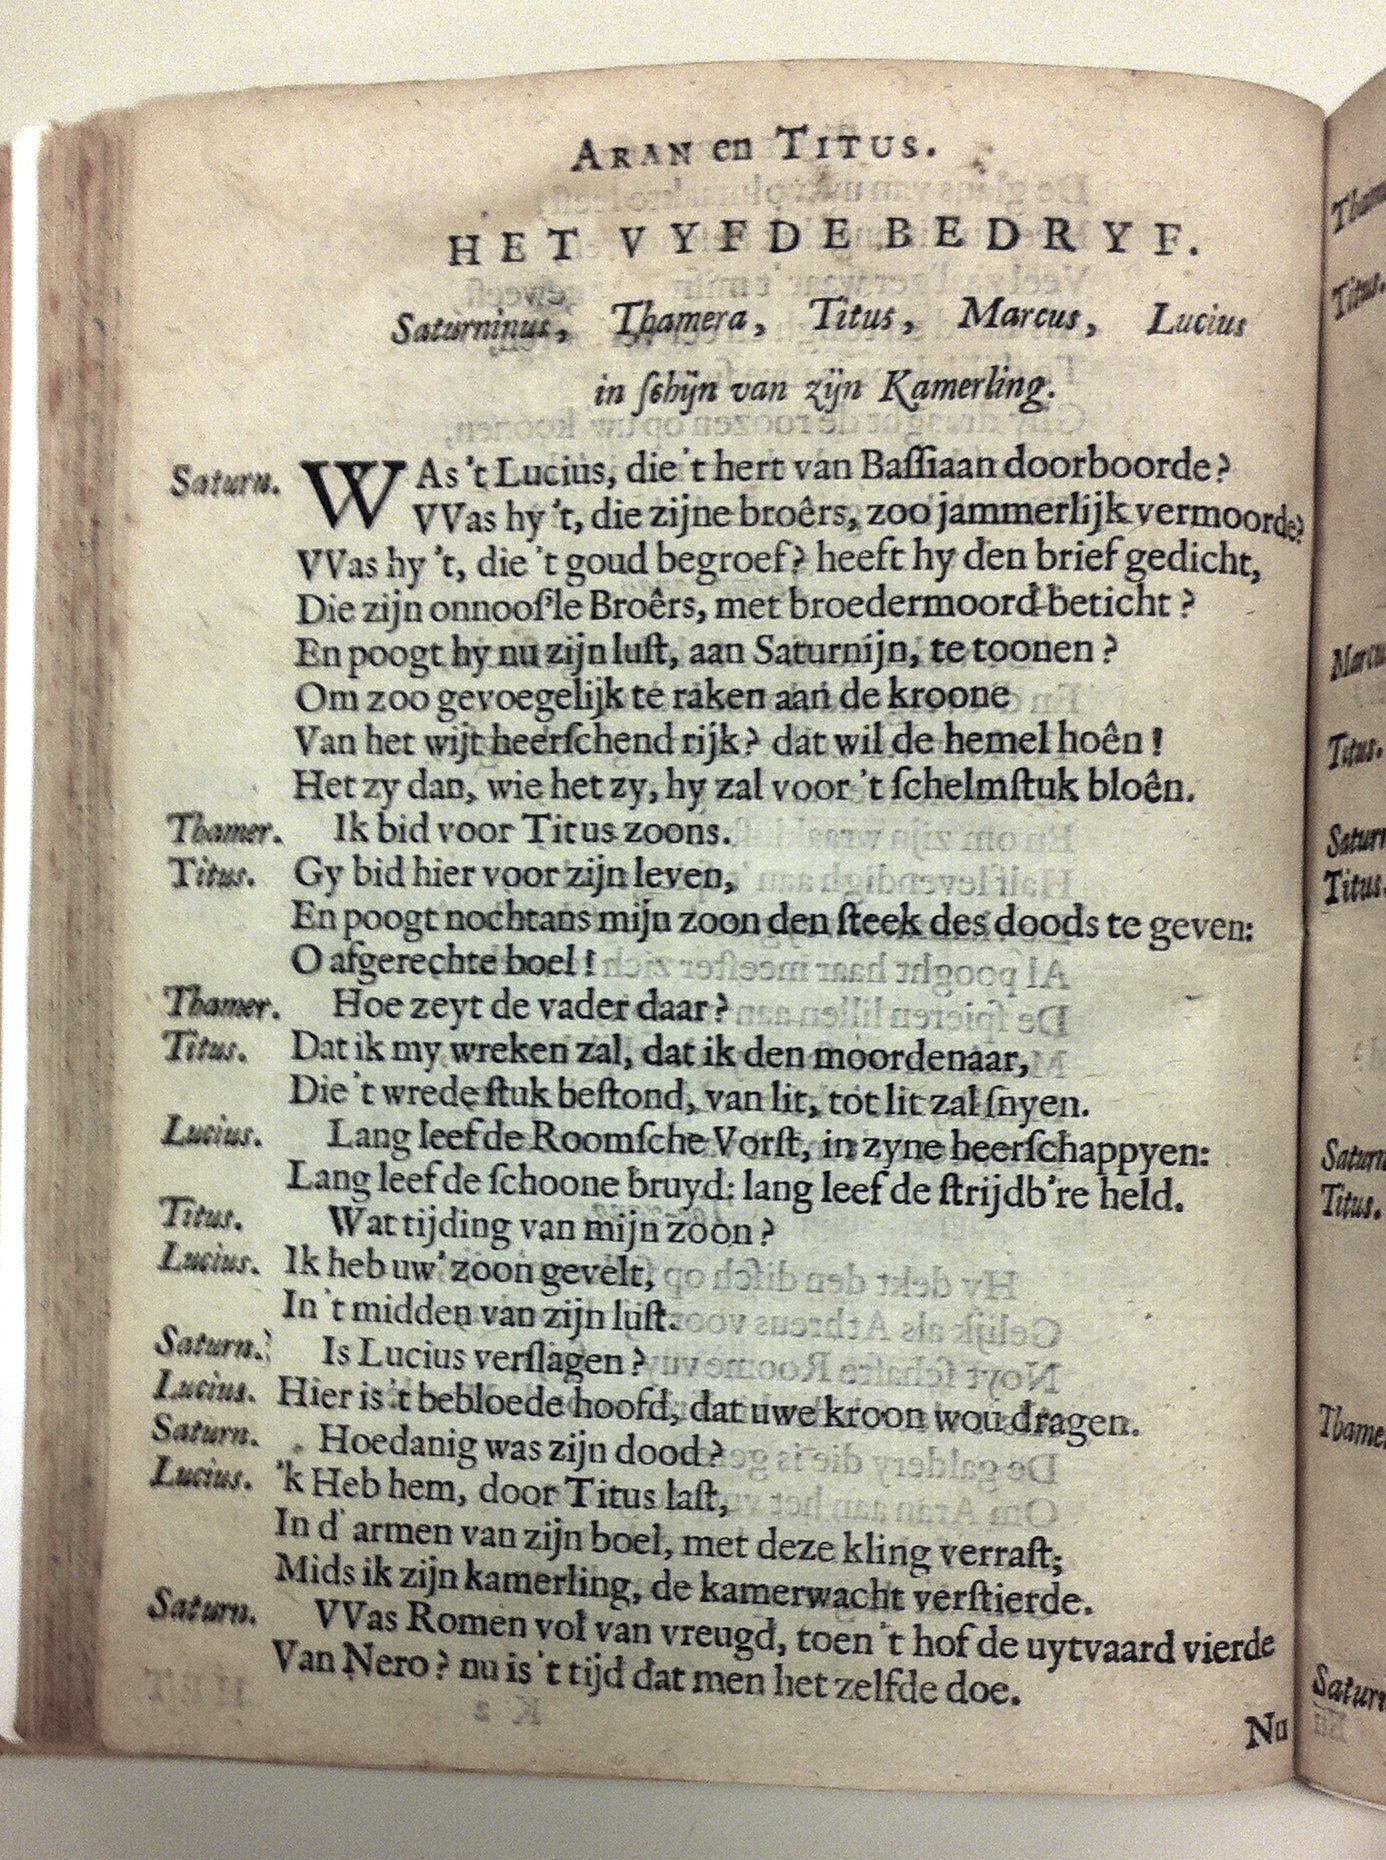 ARAN en TITUS.
HET VYFDE BEDRYF.
Saturninus, Thamera, Titus, Marcus, Lucius
in ſchijn van zijn Kamerling.
Saturn. WAs 't Lucius, die 't hert van Baſſiaan doorboorde?
VVas hy 't, die zijne broêrs, zoo jammerlijk vermoorde?
VVas hy 't, die 't goud begroef? heeft hy den brief gedicht,
Die zijn onnooſ'le Broêrs, met broedermoord beticht?
En poogt hy nu zijn luſt, aan Saturnijn, te toonen?
Om zoo gevoegelijk te raken aan de kroone
Van het wijt heerſchend rijk? dat wil de hemel hoên!
Het zy dan, wie het zy, hy zal voor 't ſchelmſtuk bloên.
Thamer. Ik bid voor Titus zoons.
Titus. Gy bid hier voor zijn leven,
En poogt nochtans mijn zoon den ſteek des doods te geven:
O afgerechte boel!
Thamer. Hoe zeyt de vader daar?
Titus. Dat ik my wreken zal, dat ik den moordenaar,
Die 't wrede ſtuk beſtond, van lit, tot lit zal ſnyen.
Lucius. Lang leef de Roomſche Vorſt, in zyne heerſchappyen:
Lang leef de ſchoone bruyd: lang leef de ſtrijdb're held.
Titus. Wat tijding van mijn zoon?
Lucius. Ik heb uw' zoon gevelt,
In 't midden van zijn luſt.
Saturn. Is Lucius verſlagen?
Lucius. Hier is 't bebloede hoofd, dat uwe kroon wou dragen.
Saturn. Hoedanig was zijn dood?
Lucius. 'k Heb hem, door Titus laſt,
In d' armen van zijn boel, met deze kling verraſt;
Mids ik zijn kamerling, de kamerwacht verſtierde.
Saturn. VVas Romen vol van vreugd, toen 't hof de uytvaard vierde
Van Nero? nu is 't tijd dat men het zelfde doe.
Nu
Titus.
Marcu
Titus.
Saturn
Titus.
Saturn
Titus.
Thame
Saturn